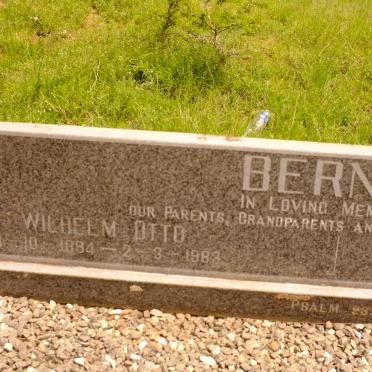 BERN
IN LOVING MEM
OUR PARENTS, GRANDPARENTS AN
WILHELM OTTO
10. 1894 – 2-3-1983
PSALM